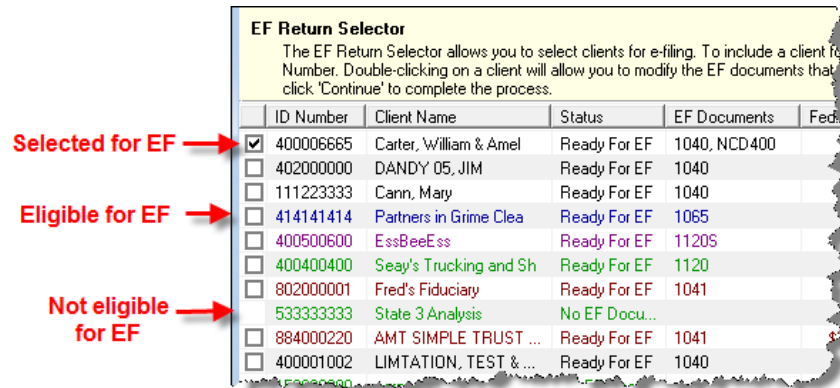 EF Return Selector
The EF Return Selector allows you to select clients for e-filing. To include a client
Number. Double-clicking on a client will allow you to modify the EF documents that
click 'Continue' to complete the process.
ID Number Client Name Status EF Documents Fed
Selected for EF 400006665 Carter, William & Amel Ready For EF 1040, NCD400
402000000 DANDY 05, JIM Ready For EF 1040
111223333 Cann, Mary Ready For EF 1040
Eligible for EF 414141414 Partners in Grime Clea Ready For EF 1065
400500600 EssBeeEss Ready For EF 1120S
400400400 Seay's Trucking and Sh Ready For EF 1120
802000001 Fred's Fiduciary Ready For EF 1041
Not eligible for EF 533333333 State 3 Analysis No EF Docu...
884000220 AMT SIMPLE TRUST ... Ready For EF 1041
400001002 LIMTATION, TEST & ... Ready For EF 1040